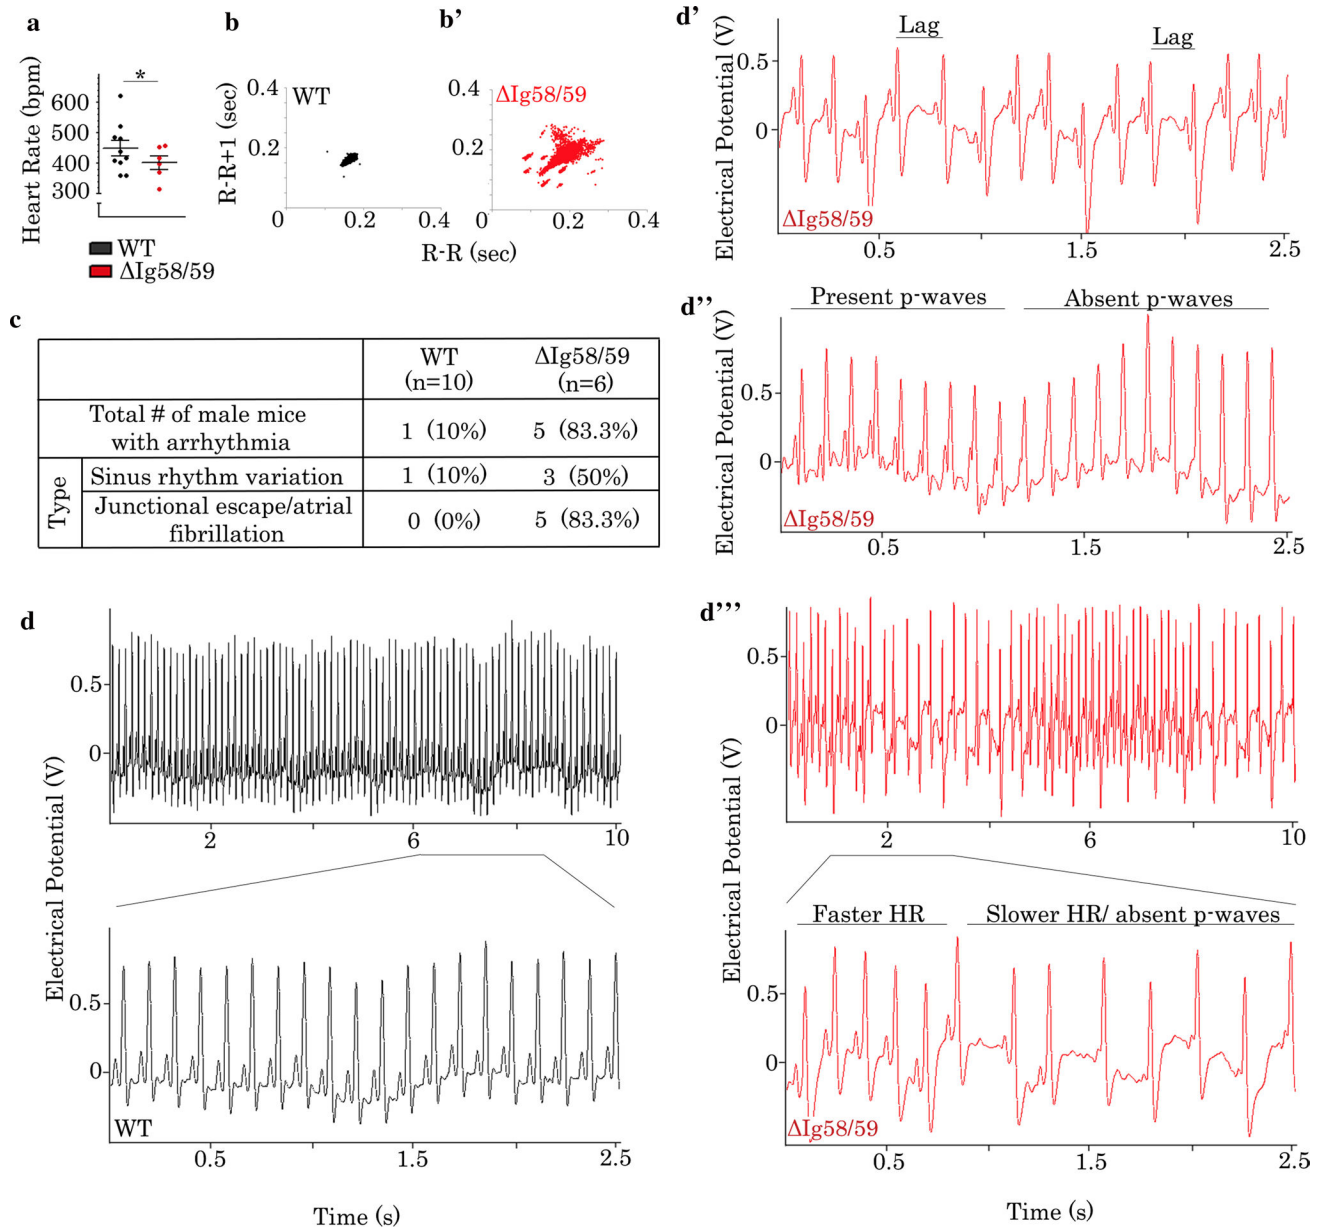 a
Heart Rate (bpm)
600
500
400
300
*
WT
ΔIg58/59
b
R-R+1 (sec)
0.4
0.2
0
0.2
0.4
WT
b’
0.4
0.2
0
0.2
0.4
ΔIg58/59
R-R (sec)
c
WT
(n=10)
ΔIg58/59
(n=6)
Total # of male mice
with arrhythmia
1 (10%)
5 (83.3%)
Type
Sinus rhythm variation
1 (10%)
3 (50%)
Junctional escape/atrial
fibrillation
0 (0%)
5 (83.3%)
d
Electrical Potential (V)
0.5
0
2
6
10
0.5
0
WT
0.5
1.5
2.5
Time (s)
d’
Electrical Potential (V)
0.5
0
Lag
Lag
ΔIg58/59
0.5
1.5
2.5
d’’
Electrical Potential (V)
Present p-waves
Absent p-waves
0.5
0
ΔIg58/59
0.5
1.5
2.5
d’’’
Electrical Potential (V)
0.5
0
2
6
10
Faster HR
Slower HR/ absent p-waves
0.5
0
ΔIg58/59
0.5
1.5
2.5
Time (s)